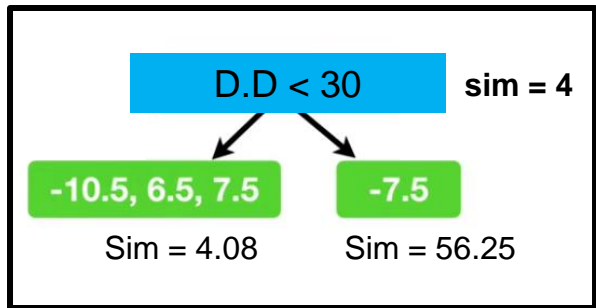 D.D < 30 sim = 4
-10.5, 6.5, 7.5 -7.5
Sim = 4.08 Sim = 56.25